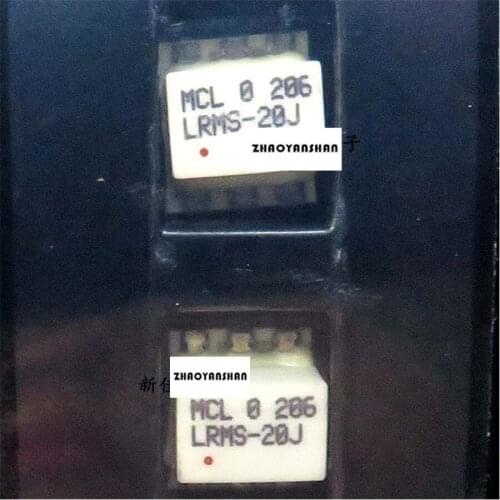 MCL 0 206
LRMS-20J
ZHAOYANSHAN
子
ZHAOYANSHAN
新
MCL 0 206
LRMS-20J